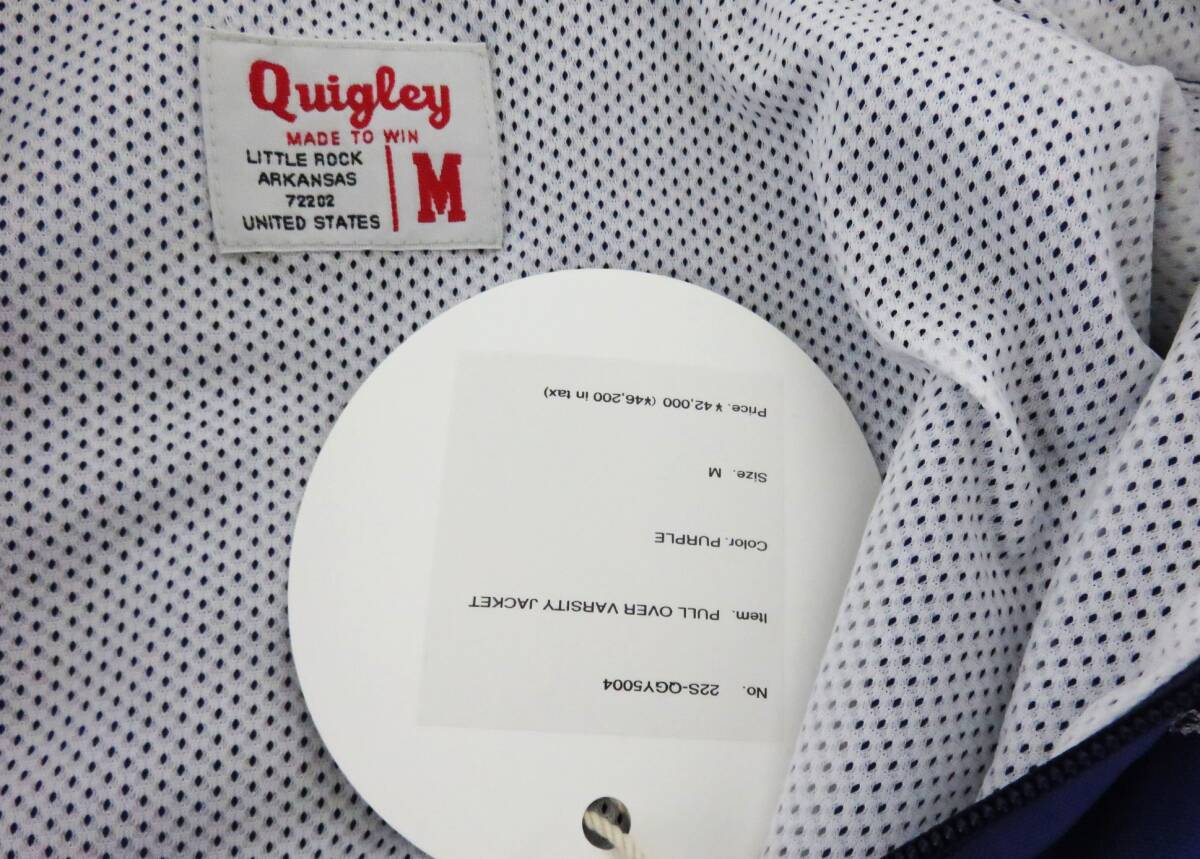 Quigley
MADE TO WIN
LITTLE ROCK
ARKANSAS
72202
UNITED STATES
M
No. 22S-QGY5004
Item. PULL OVER VARSITY JACKET
Color. PURPLE
Size. M
Price. ¥42,000 (¥46,200 in tax)